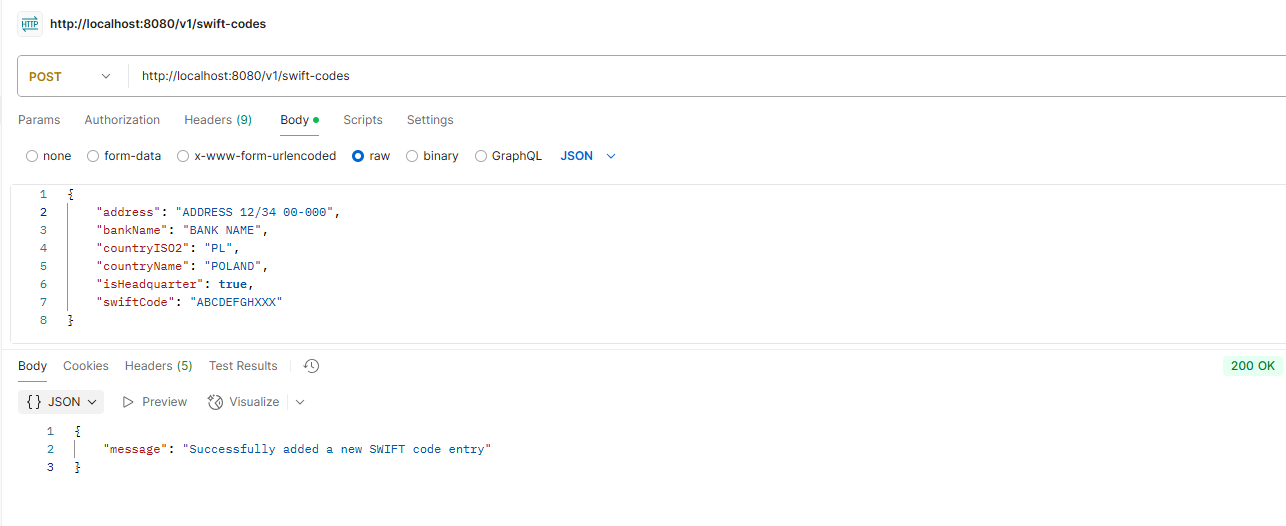 HTTP http://localhost:8080/v1/swift-codes
POST http://localhost:8080/v1/swift-codes
Params Authorization Headers (9) Body Scripts Settings
none form-data x-www-form-urlencoded raw binary GraphQL JSON
1 {
2 "address": "ADDRESS 12/34 00-000",
3 "bankName": "BANK NAME",
4 "countryISO2": "PL",
5 "countryName": "POLAND",
6 "isHeadquarter": true,
7 "swiftCode": "ABCDEFGHXXX"
8 }
Body Cookies Headers (5) Test Results 200 OK
{} JSON Preview Visualize
1 {
2 "message": "Successfully added a new SWIFT code entry"
3 }